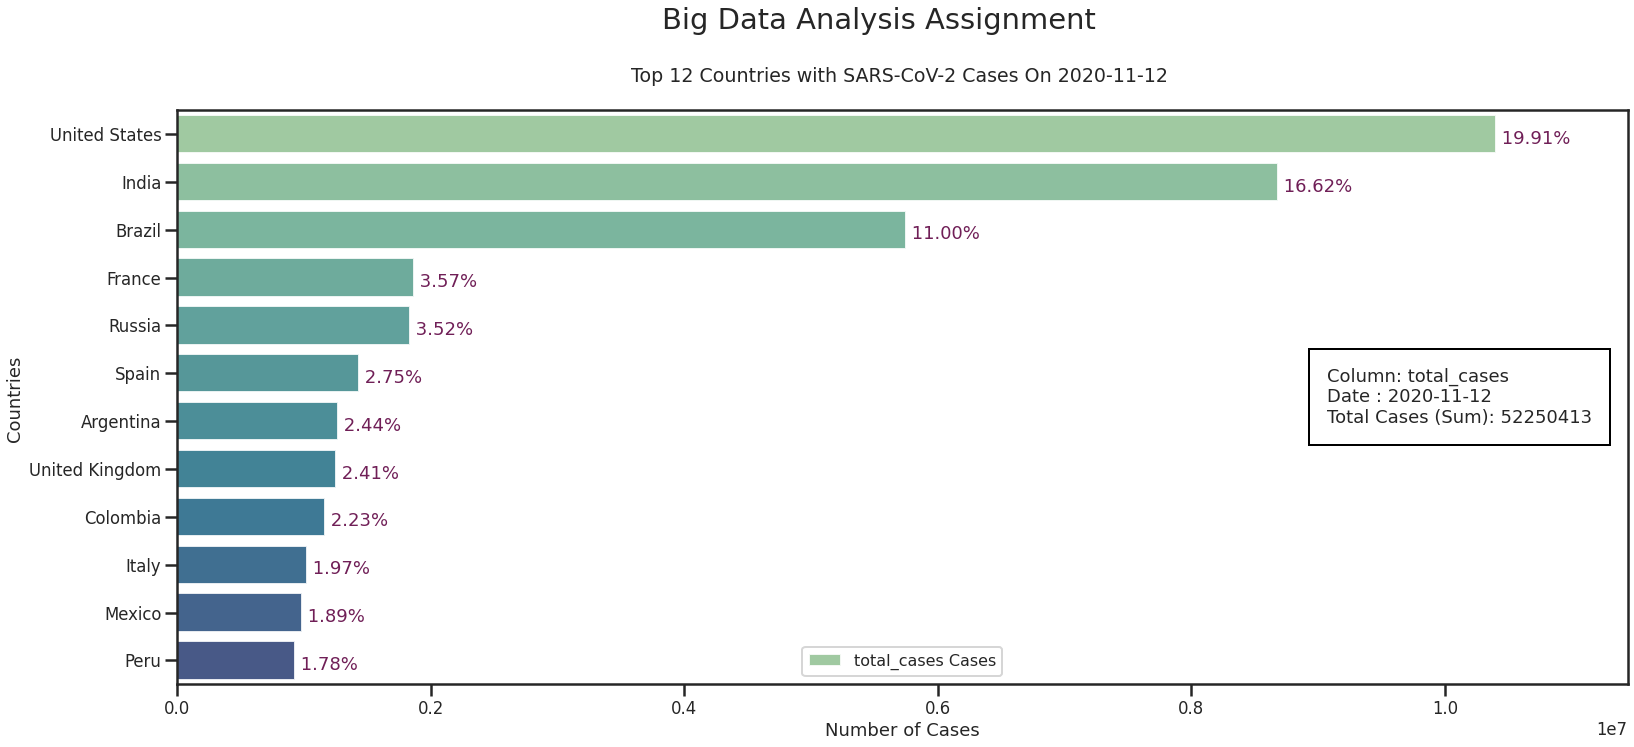 Big Data Analysis Assignment
Top 12 Countries with SARS-CoV-2 Cases On 2020-11-12
Countries
United States
19.91%
India
16.62%
Brazil
11.00%
France
3.57%
Russia
3.52%
Spain
2.75%
Argentina
2.44%
United Kingdom
2.41%
Colombia
2.23%
Italy
1.97%
Mexico
1.89%
Peru
1.78%
Column: total_cases
Date : 2020-11-12
Total Cases (Sum): 52250413
total_cases Cases
0.0 0.2 0.4 0.6 0.8 1.0
1e7
Number of Cases